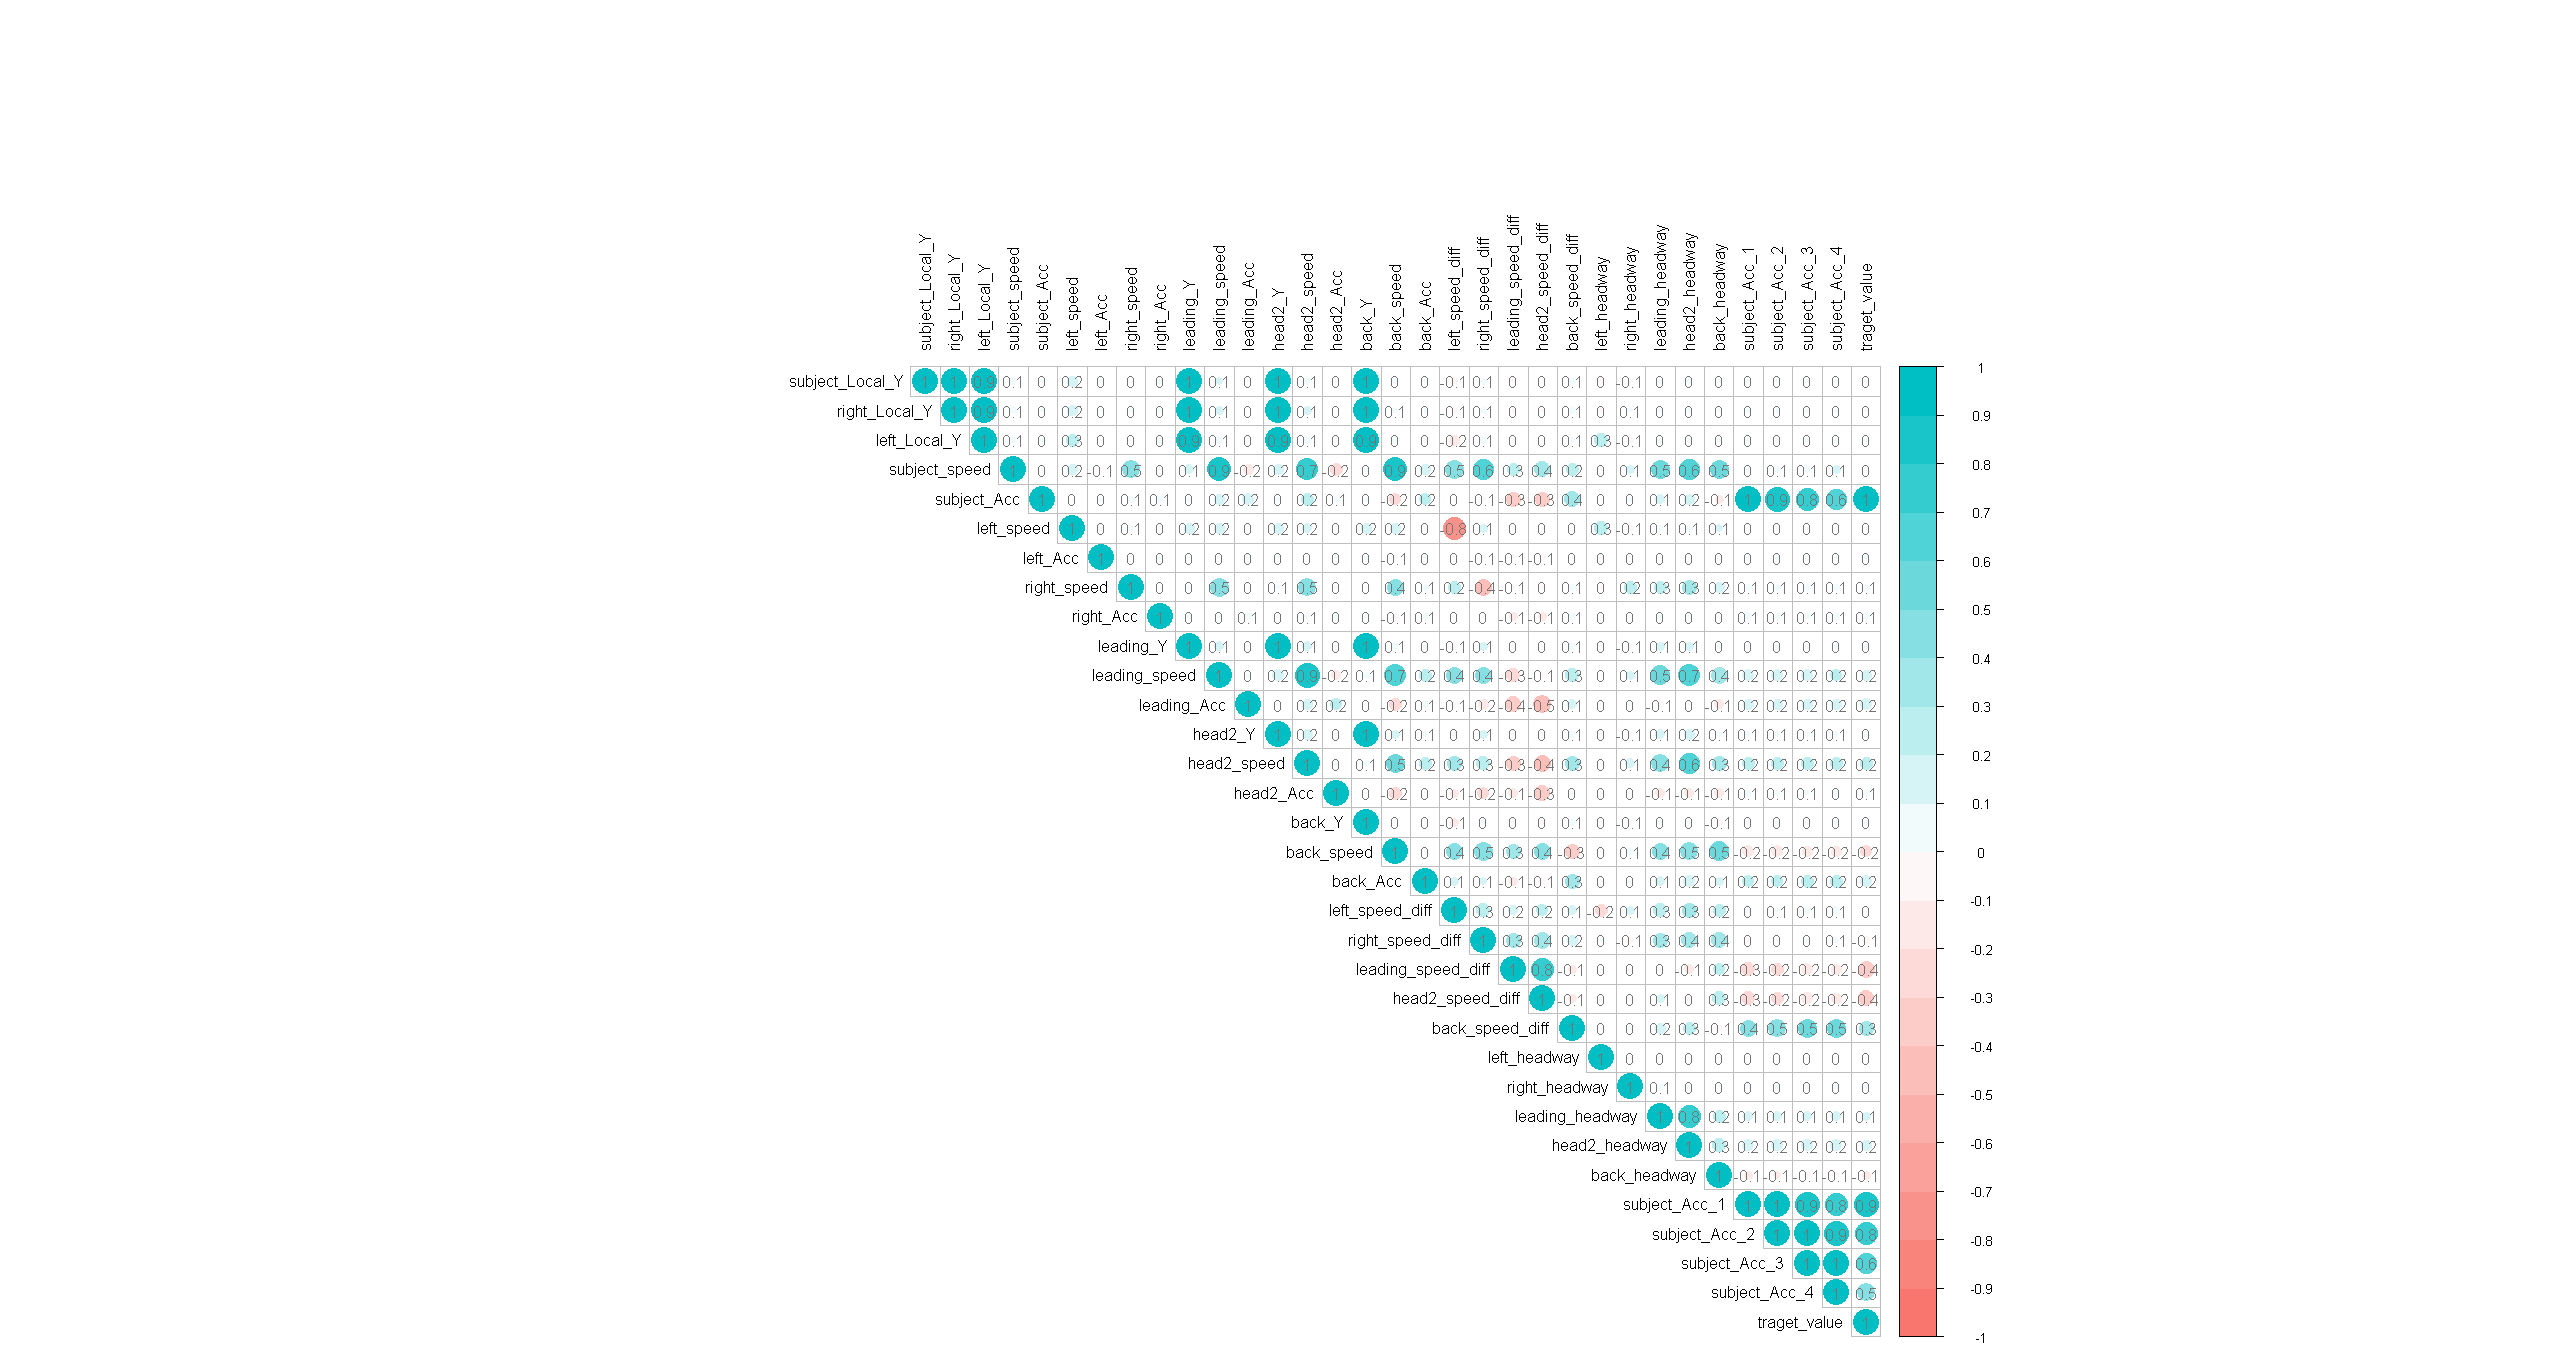 subject_Local_Y
right_Local_Y
left_Local_Y
subject_speed
subject_Acc
left_speed
left_Acc
right_speed
right_Acc
leading_Y
leading_speed
leading_Acc
head2_Y
head2_speed
head2_Acc
back_Y
back_speed
back_Acc
left_speed_diff
right_speed_diff
leading_speed_diff
head2_speed_diff
back_speed_diff
left_headway
right_headway
leading_headway
head2_headway
back_headway
subject_Acc_1
subject_Acc_2
subject_Acc_3
subject_Acc_4
traget_value
subject_Local_Y 1 1 0.9 0.1 0 0.2 0 0 0 1 0.1 0 1 0.1 0 1 0 0 -0.1 0.1 0 0 0.1 0 -0.1 0 0 0 0 0 0 0 0
right_Local_Y 1 0.9 0.1 0 0.2 0 0 0 1 0.1 0 1 0.1 0 1 0.1 0 -0.1 0.1 0 0 0.1 0 0.1 0 0 0 0 0 0 0 0
left_Local_Y 1 0.1 0 0.3 0 0 0 0.9 0.1 0 0.9 0.1 0 0.9 0 0 -0.2 0.1 0 0 0.1 0.3 -0.1 0 0 0 0 0 0 0 0
subject_speed 1 0 0.2 -0.1 0.5 0 0.1 0.9 -0.2 0.2 0.7 -0.2 0 0.9 0.2 0.5 0.6 0.3 0.4 0.2 0 0.1 0.5 0.6 0.5 0 0.1 0.1 0.1 0
subject_Acc 1 0 0 0.1 0.1 0 0.2 0.2 0 0.2 0.1 0 -0.2 0.2 0 -0.1 -0.3 -0.3 0.4 0 0 0.1 0.2 -0.1 1 0.9 0.8 0.6 1
left_speed 1 0 0.1 0 0.2 0.2 0 0.2 0.2 0 0.2 0.2 0 -0.8 0.1 0 0 0 0.3 -0.1 0.1 0.1 0.1 0 0 0 0 0
left_Acc 1 0 0 0 0 0 0 0 0 0 -0.1 0 0 -0.1 -0.1 -0.1 0 0 0 0 0 0 0 0 0 0 0
right_speed 1 0 0 0.5 0 0.1 0.5 0 0 0.4 0.1 0.2 -0.4 -0.1 0 0.1 0 0.2 0.3 0.3 0.2 0.1 0.1 0.1 0.1 0.1
right_Acc 1 0 0 0.1 0 0.1 0 0 -0.1 0.1 0 0 -0.1 -0.1 0.1 0 0 0 0 0 0.1 0.1 0.1 0.1 0.1
leading_Y 1 0.1 0 1 0.1 0 1 0.1 0 -0.1 0.1 0 0 0.1 0 -0.1 0.1 0.1 0 0 0 0 0 0
leading_speed 1 0 0.2 0.9 -0.2 0.1 0.7 0.2 0.4 0.4 -0.3 -0.1 0.3 0 0.1 0.5 0.7 0.4 0.2 0.2 0.2 0.2 0.2
leading_Acc 1 0 0.2 0.2 0 -0.2 0.1 -0.1 -0.2 -0.4 -0.5 0.1 0 0 -0.1 0 -0.1 0.2 0.2 0.2 0.2 0.2
head2_Y 1 0.2 0 1 0.1 0.1 0 0.1 0 0 0.1 0 -0.1 0.1 0.2 0.1 0.1 0.1 0.1 0.1 0
head2_speed 1 0 0.1 0.5 0.2 0.3 0.3 -0.3 -0.4 0.3 0 0.1 0.4 0.6 0.3 0.2 0.2 0.2 0.2 0.2
head2_Acc 1 0 -0.2 0 -0.1 -0.2 -0.1 -0.3 0 0 0 -0.1 -0.1 -0.1 0.1 0.1 0.1 0 0.1
back_Y 1 0 0 -0.1 0 0 0 0.1 0 -0.1 0 0 -0.1 0 0 0 0 0
back_speed 1 0 0.4 0.5 0.3 0.4 -0.3 0 0.1 0.4 0.5 0.5 -0.2 -0.2 -0.2 -0.2 -0.2
back_Acc 1 0.1 0.1 -0.1 -0.1 0.3 0 0 0.1 0.2 0.1 0.2 0.2 0.2 0.2 0.2
left_speed_diff 1 0.3 0.2 0.2 0.1 -0.2 0.1 0.3 0.3 0.2 0 0.1 0.1 0.1 0
right_speed_diff 1 0.3 0.4 0.2 0 -0.1 0.3 0.4 0.4 0 0 0 0.1 -0.1
leading_speed_diff 1 0.8 -0.1 0 0 0 -0.1 0.2 -0.3 -0.2 -0.2 -0.2 -0.4
head2_speed_diff 1 -0.1 0 0 0.1 0 0.3 -0.3 -0.2 -0.2 -0.2 -0.4
back_speed_diff 1 0 0 0.2 0.3 -0.1 0.4 0.5 0.5 0.5 0.3
left_headway 1 0 0 0 0 0 0 0 0 0
right_headway 1 0.1 0 0 0 0 0 0 0
leading_headway 1 0.8 0.2 0.1 0.1 0.1 0.1 0.1
head2_headway 1 0.3 0.2 0.2 0.2 0.2 0.2
back_headway 1 -0.1 -0.1 -0.1 -0.1 -0.1
subject_Acc_1 1 1 0.9 0.8 0.9
subject_Acc_2 1 1 0.9 0.8
subject_Acc_3 1 1 0.6
subject_Acc_4 1 0.5
traget_value 1
1
0.9
0.8
0.7
0.6
0.5
0.4
0.3
0.2
0.1
0
-0.1
-0.2
-0.3
-0.4
-0.5
-0.6
-0.7
-0.8
-0.9
-1